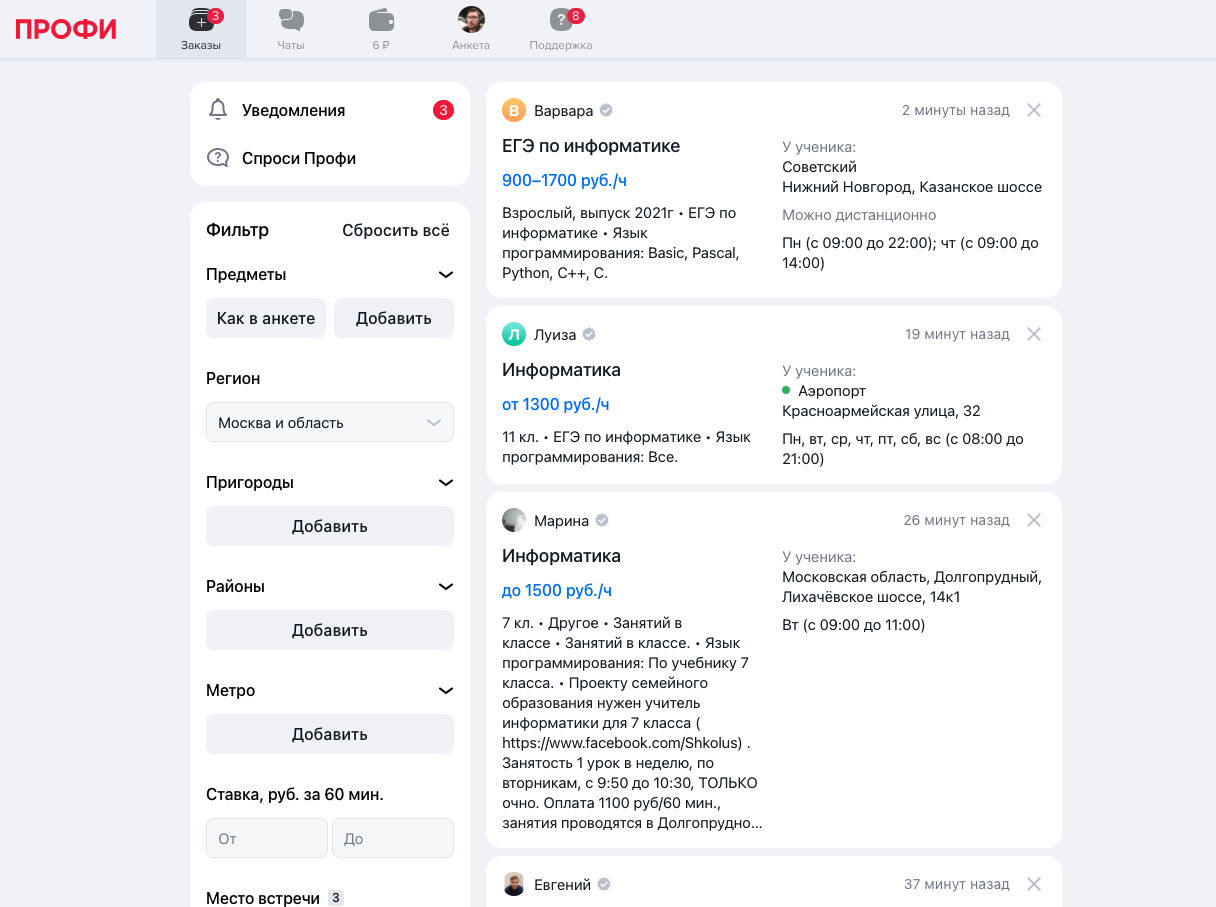 ПРОФИ
3
Заказы
Чаты
6 ₽
Анкета
?
8
Поддержка
Уведомления 3
? Спроси Профи
Фильтр Сбросить всё
Предметы
Как в анкете Добавить
Регион
Москва и область
Пригороды
Добавить
Районы
Добавить
Метро
Добавить
Ставка, руб. за 60 мин.
От До
Место встречи 3
В Варвара 2 минуты назад
ЕГЭ по информатике
900–1700 руб./ч
Взрослый, выпуск 2021г • ЕГЭ по
информатике • Язык
программирования: Basic, Pascal,
Python, C++, C.
У ученика:
Советский
Нижний Новгород, Казанское шоссе
Можно дистанционно
Пн (с 09:00 до 22:00); чт (с 09:00 до
14:00)
Л Луиза 19 минут назад
Информатика
от 1300 руб./ч
11 кл. • ЕГЭ по информатике • Язык
программирования: Все.
У ученика:
Аэропорт
Красноармейская улица, 32
Пн, вт, ср, чт, пт, сб, вс (с 08:00 до
21:00)
Марина 26 минут назад
Информатика
до 1500 руб./ч
7 кл. • Другое • Занятий в
классе • Занятий в классе. • Язык
программирования: По учебнику 7
класса. • Проекту семейного
образования нужен учитель
информатики для 7 класса (
https://www.facebook.com/Shkolus) .
Занятость 1 урок в неделю, по
вторникам, с 9:50 до 10:30, ТОЛЬКО
очно. Оплата 1100 руб/60 мин.,
занятия проводятся в Долгопрудно...
У ученика:
Московская область, Долгопрудный,
Лихачёвское шоссе, 14к1
Вт (с 09:00 до 11:00)
Евгений 37 минут назад